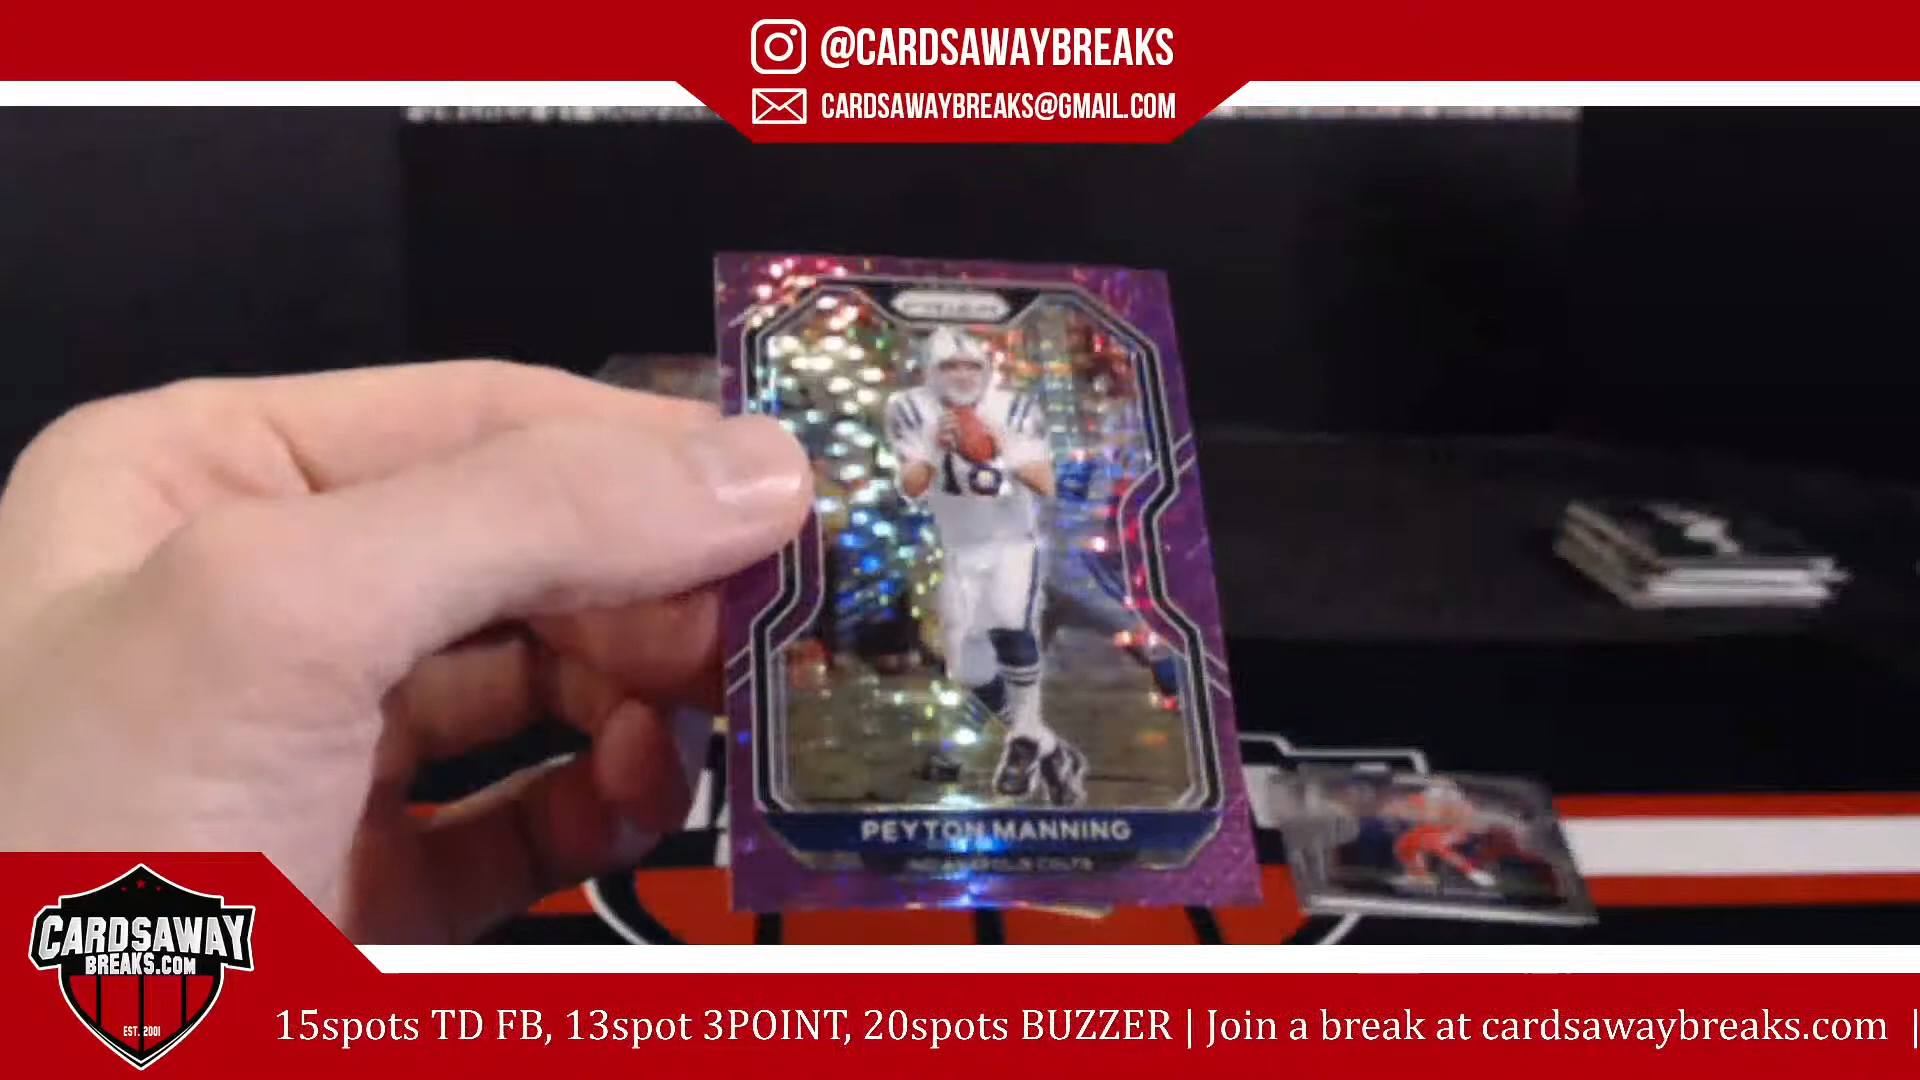 @CARDSAWAYBREAKS
CARDSAWAYBREAKS@GMAIL.COM
18
PEYTON MANNING
CARDSAWAY
BREAKS.COM
EST. 2001
15spots TD FB, 13spot 3POINT, 20spots BUZZER | Join a break at cardsawaybreaks.com |